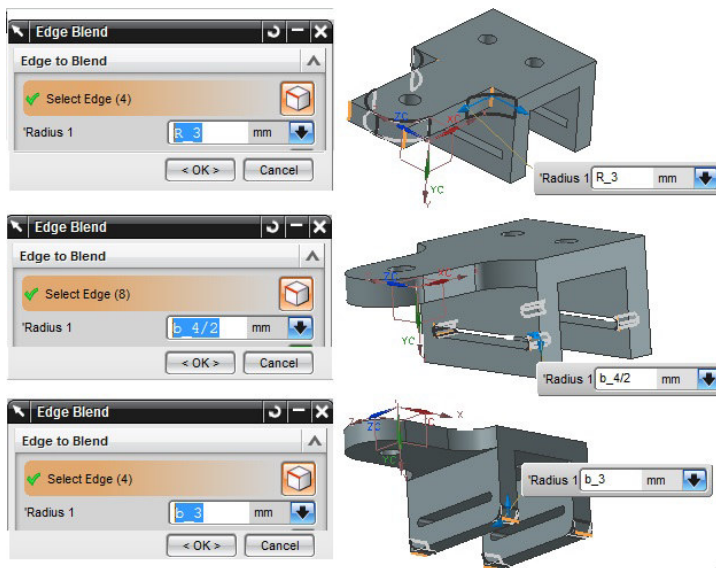 Edge Blend
Edge to Blend
Select Edge (4)
'Radius 1 R_3 mm
< OK > Cancel
ZC XC
YC
Y
'Radius 1 R_3 mm
Edge Blend
Edge to Blend
Select Edge (8)
'Radius 1 b_4/2 mm
< OK > Cancel
XC
YC
'Radius 1 b_4/2 mm
Edge Blend
Edge to Blend
Select Edge (4)
'Radius 1 b_3 mm
< OK > Cancel
Z ZC X
YC
'Radius 1 b_3 mm